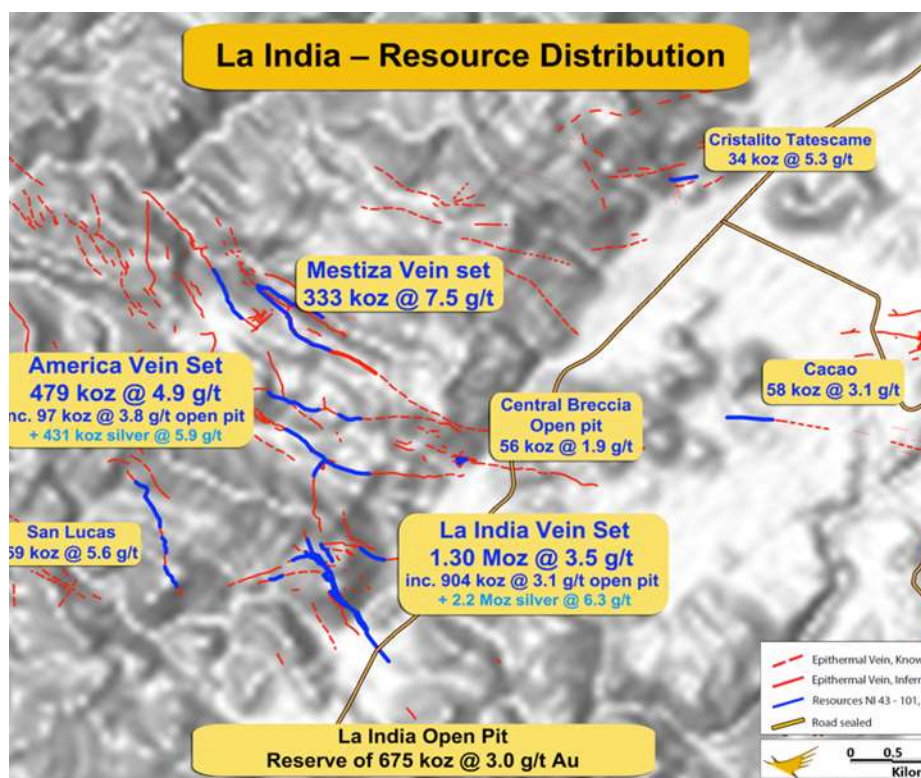 La India – Resource Distribution
Cristalito Tatescame
34 koz @ 5.3 g/t
Mestiza Vein set
333 koz @ 7.5 g/t
America Vein Set
479 koz @ 4.9 g/t
inc. 97 koz @ 3.8 g/t open pit
+ 431 koz silver @ 5.9 g/t
Cacao
58 koz @ 3.1 g/t
Central Breccia
Open pit
56 koz @ 1.9 g/t
San Lucas
59 koz @ 5.6 g/t
La India Vein Set
1.30 Moz @ 3.5 g/t
inc. 904 koz @ 3.1 g/t open pit
+ 2.2 Moz silver @ 6.3 g/t
La India Open Pit
Reserve of 675 koz @ 3.0 g/t Au
Epithermal Vein, Know
Epithermal Vein, Infer
Resources NI 43 - 101,
Road sealed
0 0.5
Kilo